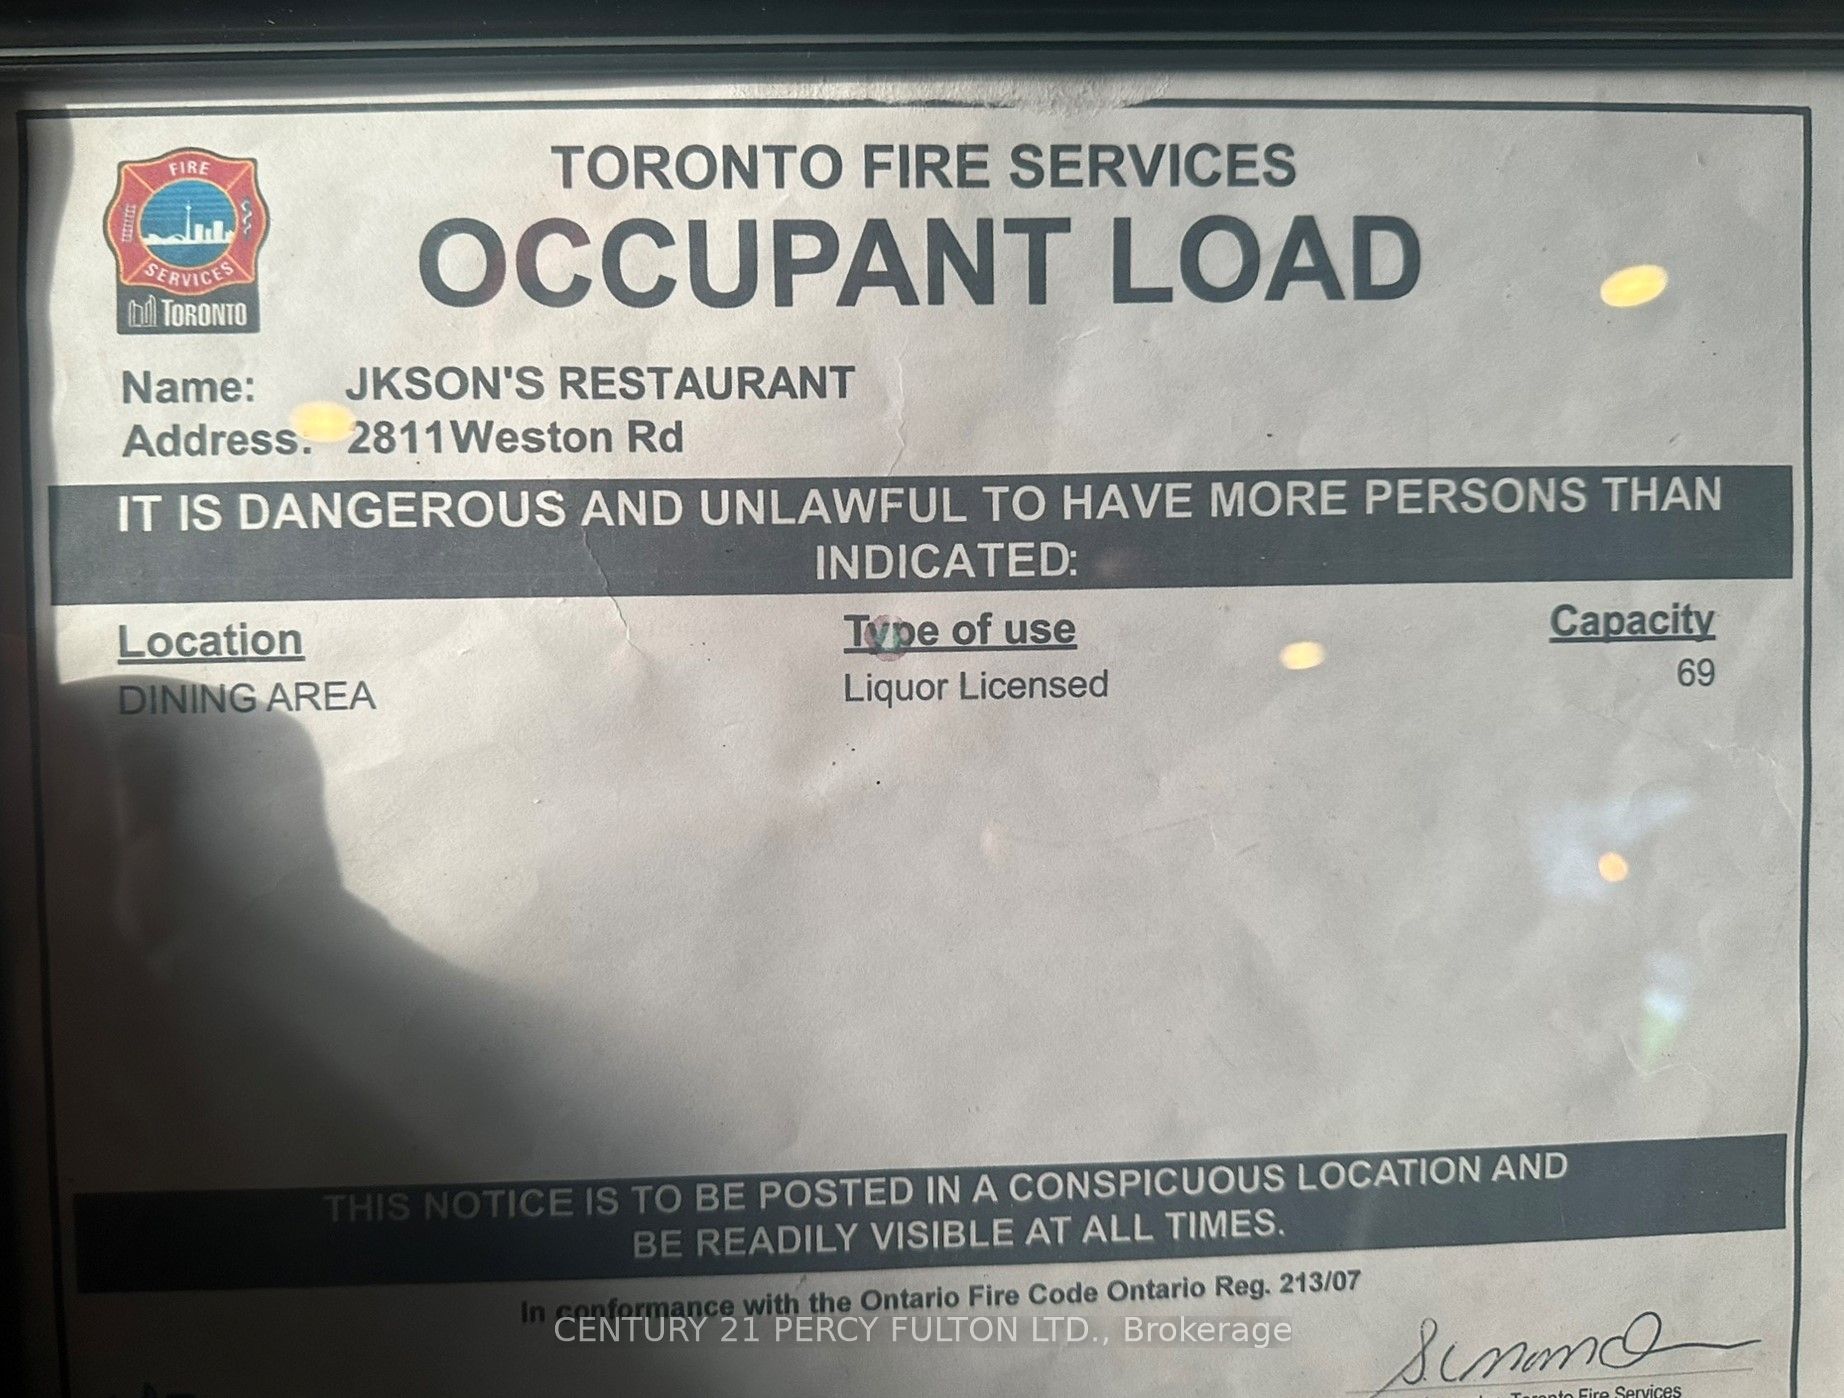 FIRE
SERVICES
TORONTO
TORONTO FIRE SERVICES
OCCUPANT LOAD
Name: JKSON'S RESTAURANT
Address: 2811Weston Rd
IT IS DANGEROUS AND UNLAWFUL TO HAVE MORE PERSONS THAN
INDICATED:
Location Type of use Capacity
DINING AREA Liquor Licensed 69
THIS NOTICE IS TO BE POSTED IN A CONSPICUOUS LOCATION AND
BE READILY VISIBLE AT ALL TIMES.
In conformance with the Ontario Fire Code Ontario Reg. 213/07
CENTURY 21 PERCY FULTON LTD., Brokerage
Toronto Fire Services